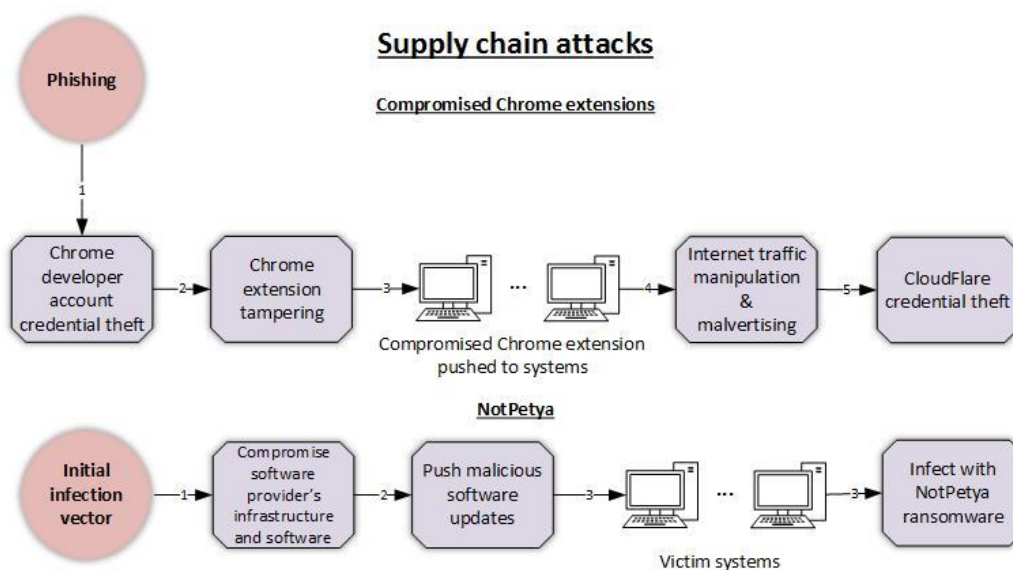 Supply chain attacks
Phishing
Compromised Chrome extensions
1
Chrome
developer
account
credential theft
2
Chrome
extension
tampering
3
...
Compromised Chrome extension
pushed to systems
4
Internet traffic
manipulation
&
malvertising
5
CloudFlare
credential theft
NotPetya
Initial
infection
vector
1
Compromise
software
provider's
infrastructure
and software
2
Push malicious
software
updates
3
...
Victim systems
3
Infect with
NotPetya
ransomware